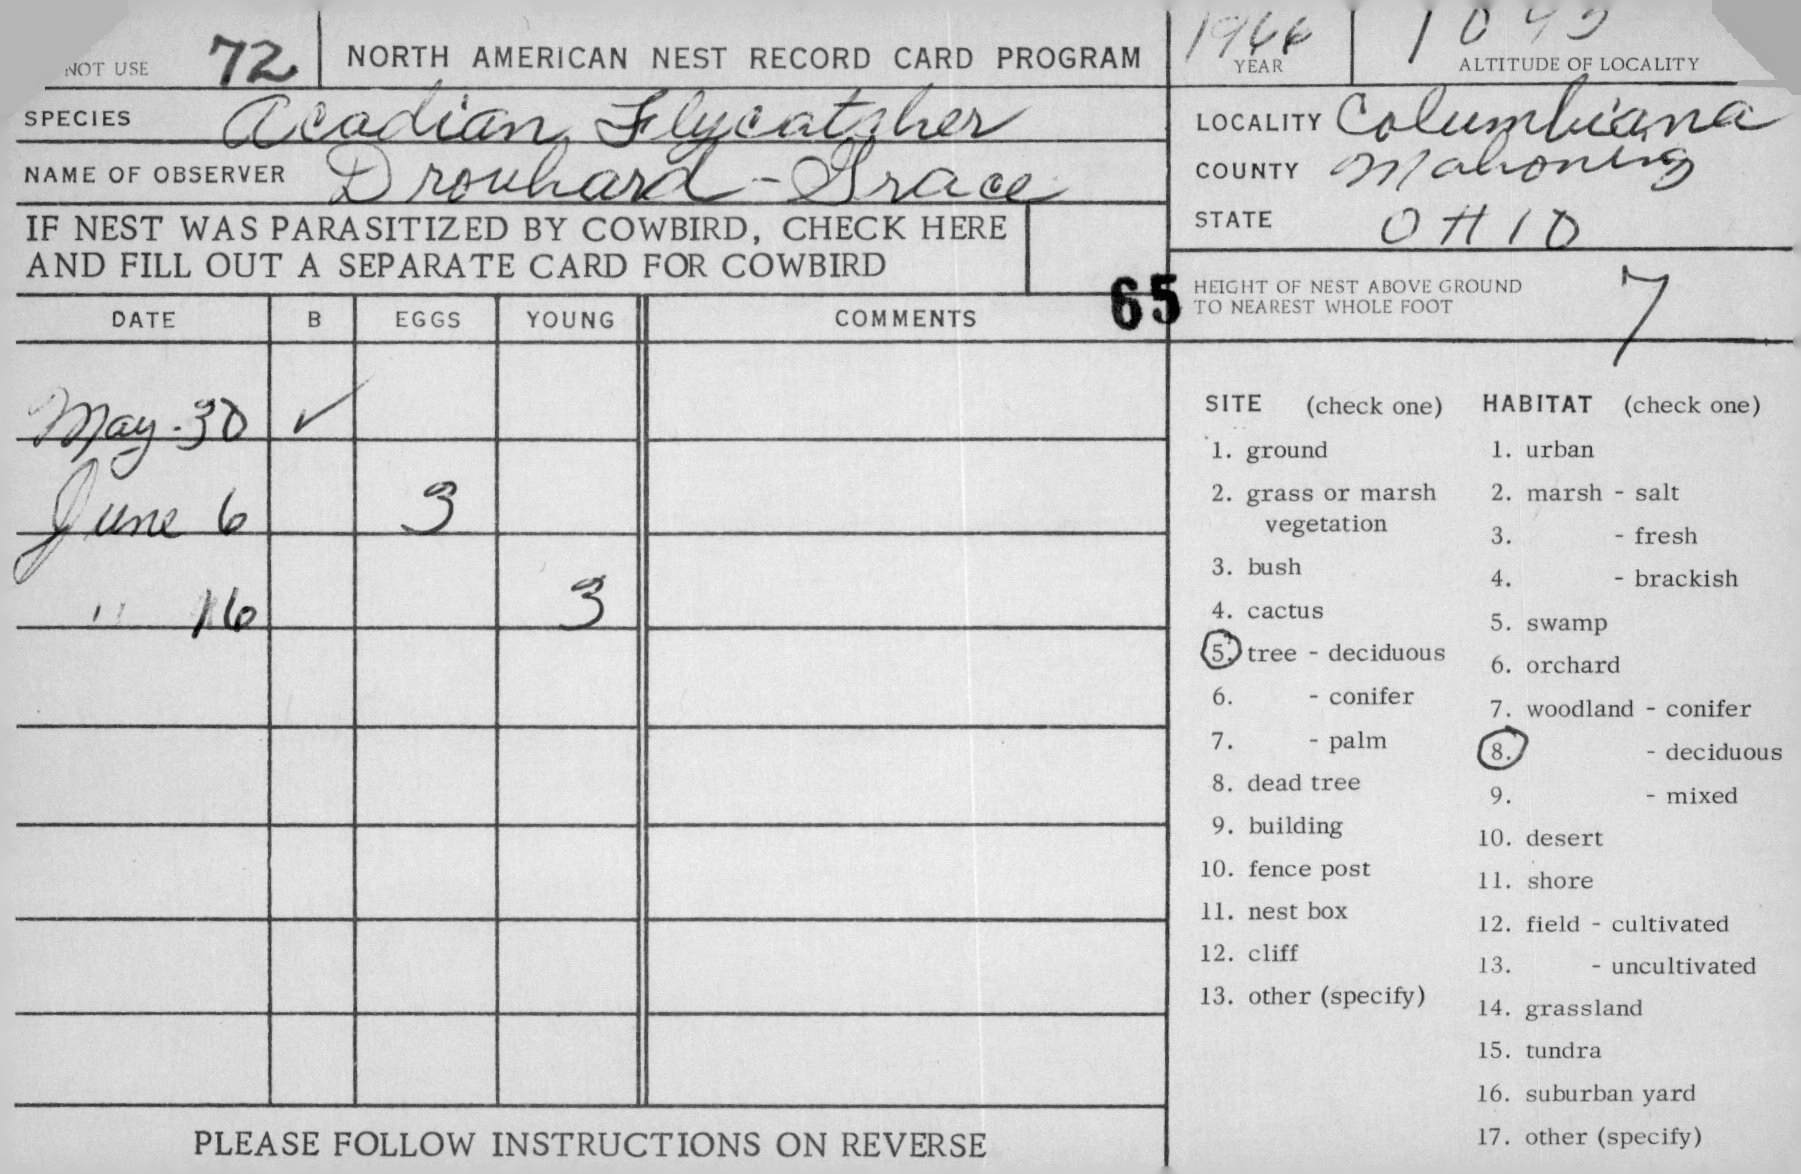 NOT USE 72
NORTH AMERICAN NEST RECORD CARD PROGRAM
1966
YEAR
1045
ALTITUDE OF LOCALITY
SPECIES Acadian Flycatcher
NAME OF OBSERVER Drouhard - Grace
LOCALITY Columbiana
COUNTY Mahoning
STATE OHIO
IF NEST WAS PARASITIZED BY COWBIRD, CHECK HERE
AND FILL OUT A SEPARATE CARD FOR COWBIRD
65
HEIGHT OF NEST ABOVE GROUND
TO NEAREST WHOLE FOOT
7
DATE B EGGS YOUNG COMMENTS
May - 30 ✓
June 6 3
" 16 3
SITE (check one)
1. ground
2. grass or marsh
vegetation
3. bush
4. cactus
5. tree - deciduous
6. - conifer
7. - palm
8. dead tree
9. building
10. fence post
11. nest box
12. cliff
13. other (specify)
HABITAT (check one)
1. urban
2. marsh - salt
3. - fresh
4. - brackish
5. swamp
6. orchard
7. woodland - conifer
8. - deciduous
9. - mixed
10. desert
11. shore
12. field - cultivated
13. - uncultivated
14. grassland
15. tundra
16. suburban yard
17. other (specify)
PLEASE FOLLOW INSTRUCTIONS ON REVERSE